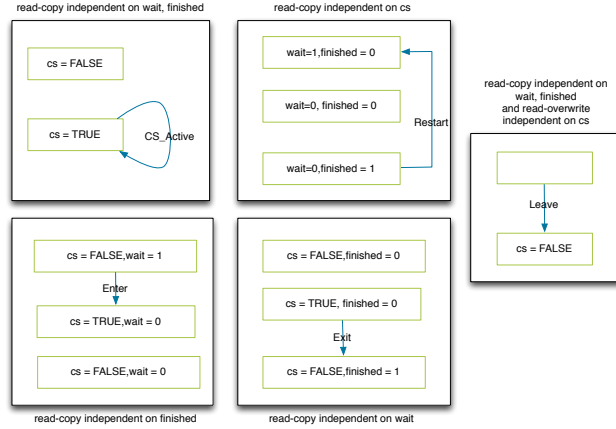 read-copy independent on wait, finished
cs = FALSE
cs = TRUE
CS_Active
read-copy independent on cs
wait=1,finished = 0
wait=0, finished = 0
Restart
wait=0,finished = 1
read-copy independent on
wait, finished
and read-overwrite
independent on cs
Leave
cs = FALSE
cs = FALSE,wait = 1
Enter
cs = TRUE,wait = 0
cs = FALSE,wait = 0
read-copy independent on finished
cs = FALSE,finished = 0
cs = TRUE, finished = 0
Exit
cs = FALSE,finished = 1
read-copy independent on wait